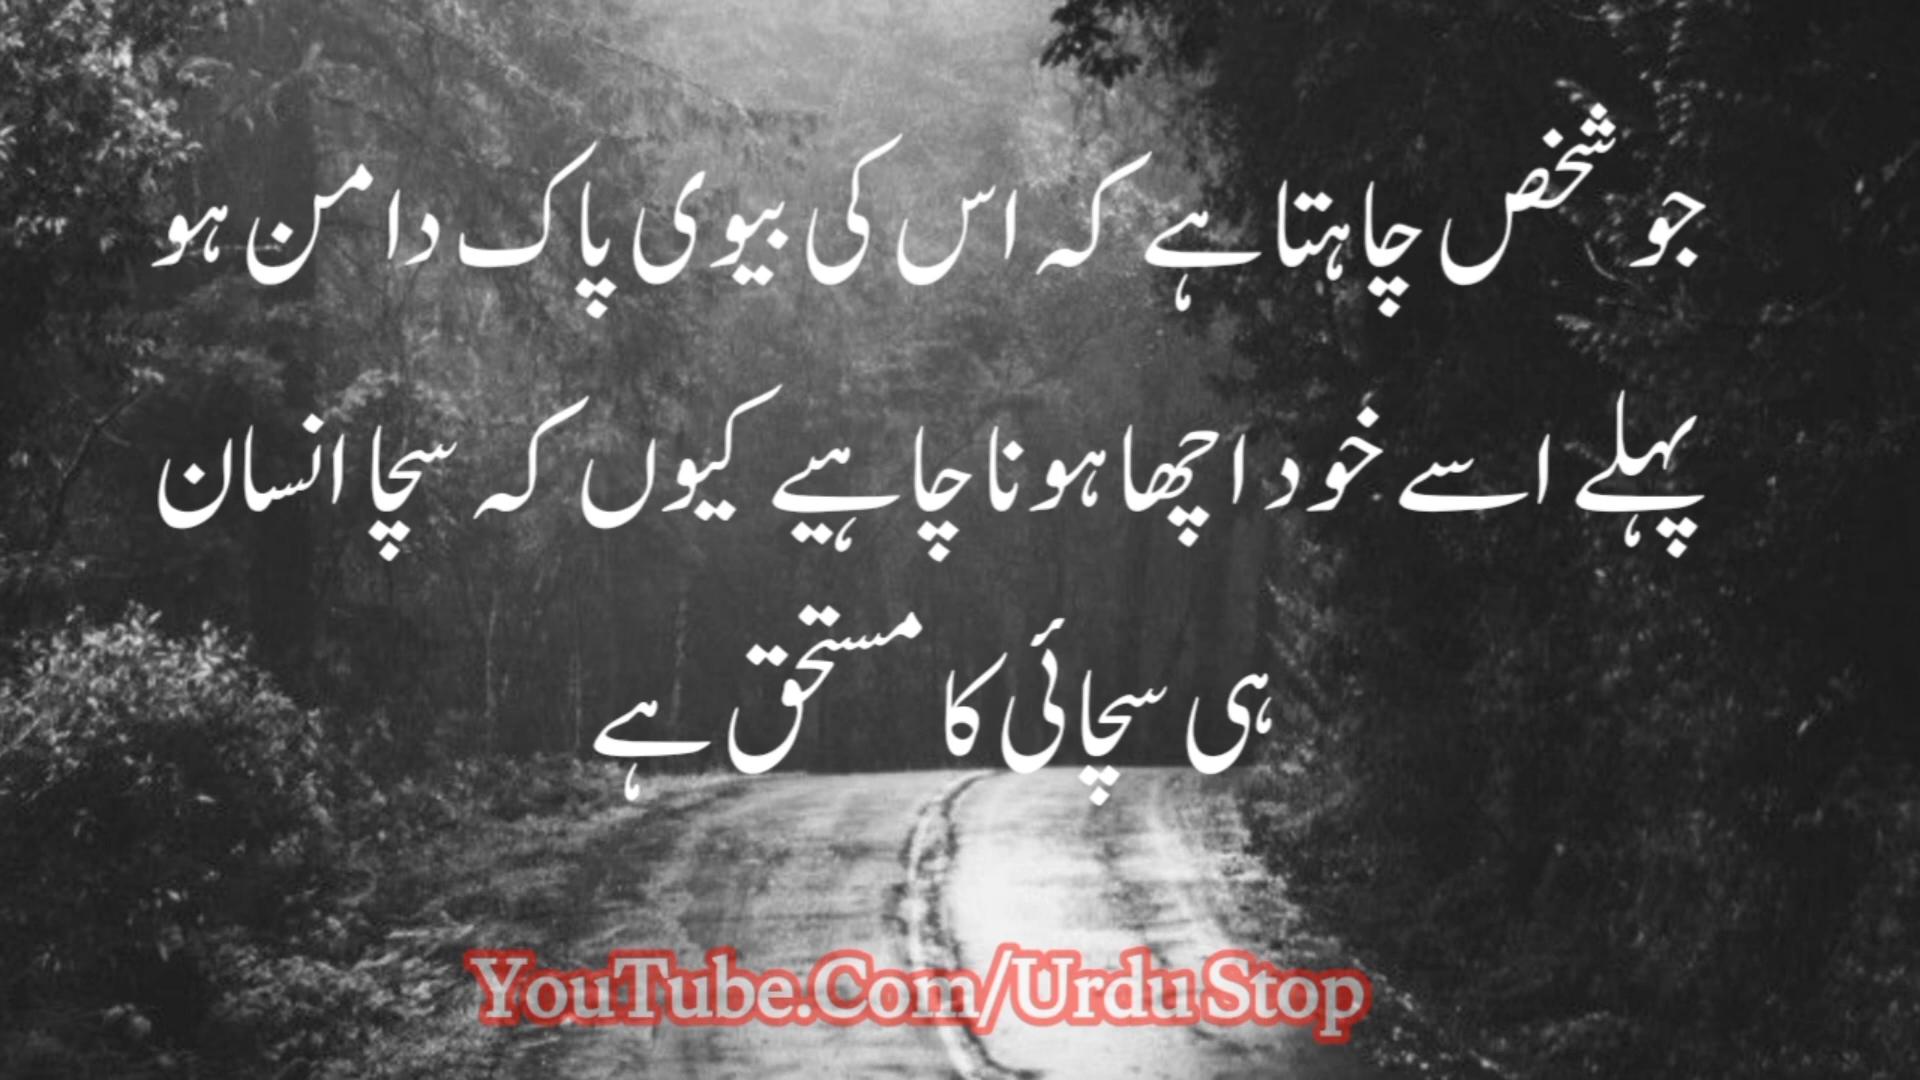 جو شخص چاہتا ہے کہ اس کی بیوی پاک دامن ہو
پہلے اسے خود اچھا ہونا چاہیے کیوں کہ سچا انسان
ہی سچائی کا مستحق ہے
YouTube.Com/Urdu Stop